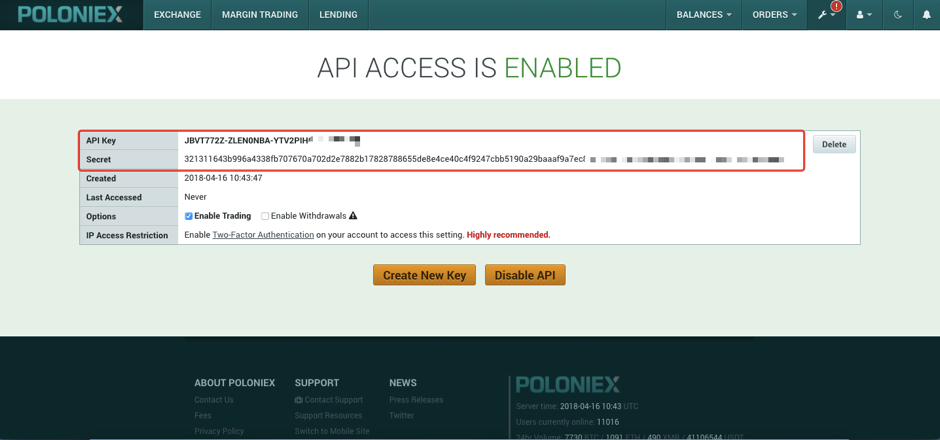 POLONIEX EXCHANGE MARGIN TRADING LENDING BALANCES ORDERS !
API ACCESS IS ENABLED
API Key JBVT772Z-ZLEN0NBA-YTV2PIH
Delete
Secret 321311643b996a4338fb707670a702d2e7882b17828788655de8e4ce40c4f9247cbb5190a29baaaf9a7ec
Created 2018-04-16 10:43:47
Last Accessed Never
Options Enable Trading Enable Withdrawals
IP Access Restriction Enable Two-Factor Authentication on your account to access this setting. Highly recommended.
Create New Key Disable API
ABOUT POLONIEX SUPPORT NEWS POLONIEX
Contact Us Contact Support Press Releases
Server time: 2018-04-16 10:43 UTC
Fees Support Resources Twitter
Users currently online: 11016
Privacy Policy Switch to Mobile Site
24hr Volume: 7730 BTC / 1091 ETH / 490 XMR / 41106544 USDT